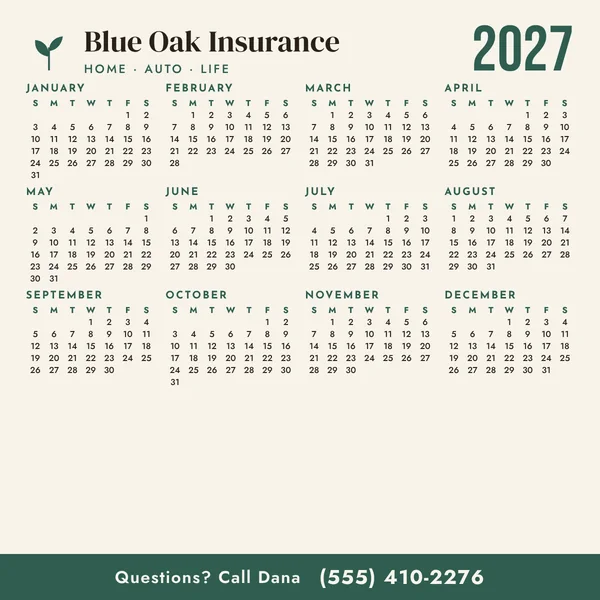 Blue Oak Insurance
HOME · AUTO · LIFE
2027
JANUARY
S M T W T F S
1 2
3 4 5 6 7 8 9
10 11 12 13 14 15 16
17 18 19 20 21 22 23
24 25 26 27 28 29 30
31
FEBRUARY
S M T W T F S
1 2 3 4 5 6
7 8 9 10 11 12 13
14 15 16 17 18 19 20
21 22 23 24 25 26 27
28
MARCH
S M T W T F S
1 2 3 4 5 6
7 8 9 10 11 12 13
14 15 16 17 18 19 20
21 22 23 24 25 26 27
28 29 30 31
APRIL
S M T W T F S
1 2 3
4 5 6 7 8 9 10
11 12 13 14 15 16 17
18 19 20 21 22 23 24
25 26 27 28 29 30
MAY
S M T W T F S
1
2 3 4 5 6 7 8
9 10 11 12 13 14 15
16 17 18 19 20 21 22
23 24 25 26 27 28 29
30 31
JUNE
S M T W T F S
1 2 3 4 5
6 7 8 9 10 11 12
13 14 15 16 17 18 19
20 21 22 23 24 25 26
27 28 29 30
JULY
S M T W T F S
1 2 3
4 5 6 7 8 9 10
11 12 13 14 15 16 17
18 19 20 21 22 23 24
25 26 27 28 29 30 31
AUGUST
S M T W T F S
1 2 3 4 5 6 7
8 9 10 11 12 13 14
15 16 17 18 19 20 21
22 23 24 25 26 27 28
29 30 31
SEPTEMBER
S M T W T F S
1 2 3 4
5 6 7 8 9 10 11
12 13 14 15 16 17 18
19 20 21 22 23 24 25
26 27 28 29 30
OCTOBER
S M T W T F S
1 2
3 4 5 6 7 8 9
10 11 12 13 14 15 16
17 18 19 20 21 22 23
24 25 26 27 28 29 30
31
NOVEMBER
S M T W T F S
1 2 3 4 5 6
7 8 9 10 11 12 13
14 15 16 17 18 19 20
21 22 23 24 25 26 27
28 29 30
DECEMBER
S M T W T F S
1 2 3 4
5 6 7 8 9 10 11
12 13 14 15 16 17 18
19 20 21 22 23 24 25
26 27 28 29 30 31
Questions? Call Dana (555) 410-2276